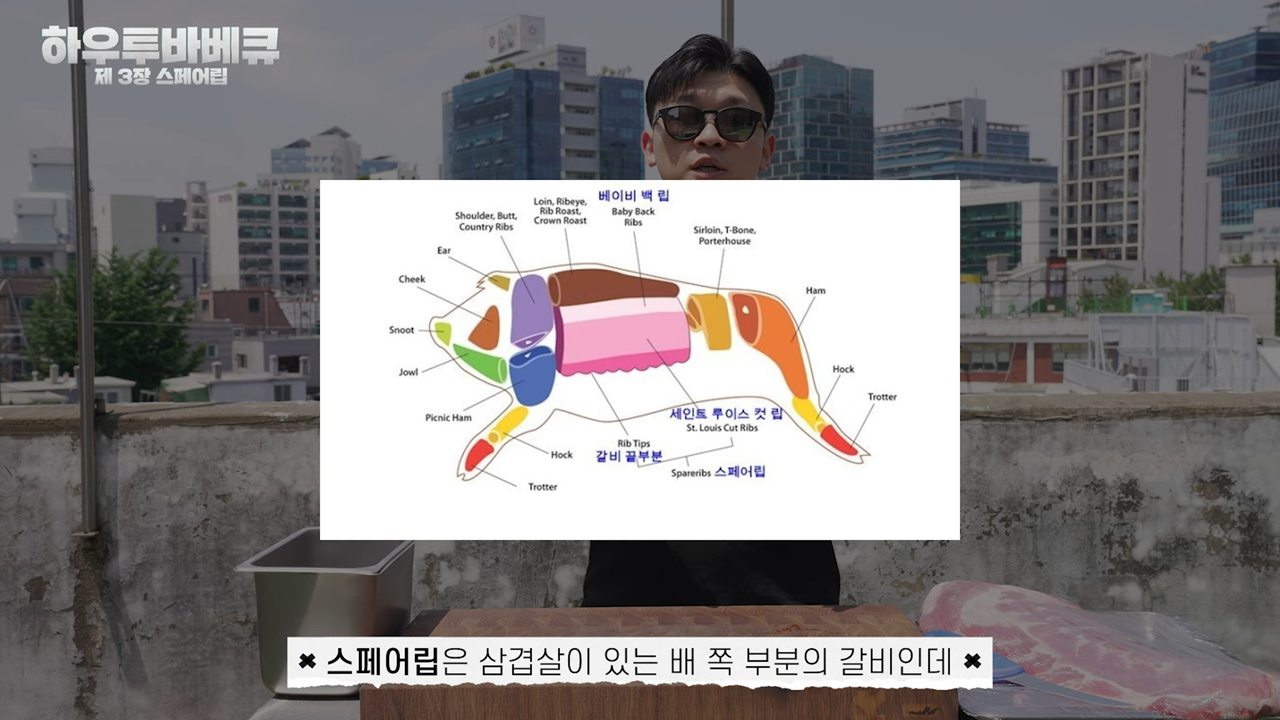 하우투바베큐
제 3장 스페어립
베이비 백 립
Loin, Ribeye,
Rib Roast,
Crown Roast
Baby Back
Ribs
Shoulder, Butt,
Country Ribs
Sirloin, T-Bone,
Porterhouse
Ear
Cheek
Ham
Snoot
Jowl
Hock
Trotter
Picnic Ham
세인트 루이스 컷 립
St. Louis Cut Ribs
Rib Tips
갈비 끝부분
Hock
Spareribs 스페어립
Trotter
✖ 스페어립은 삼겹살이 있는 배 쪽 부분의 갈비인데 ✖